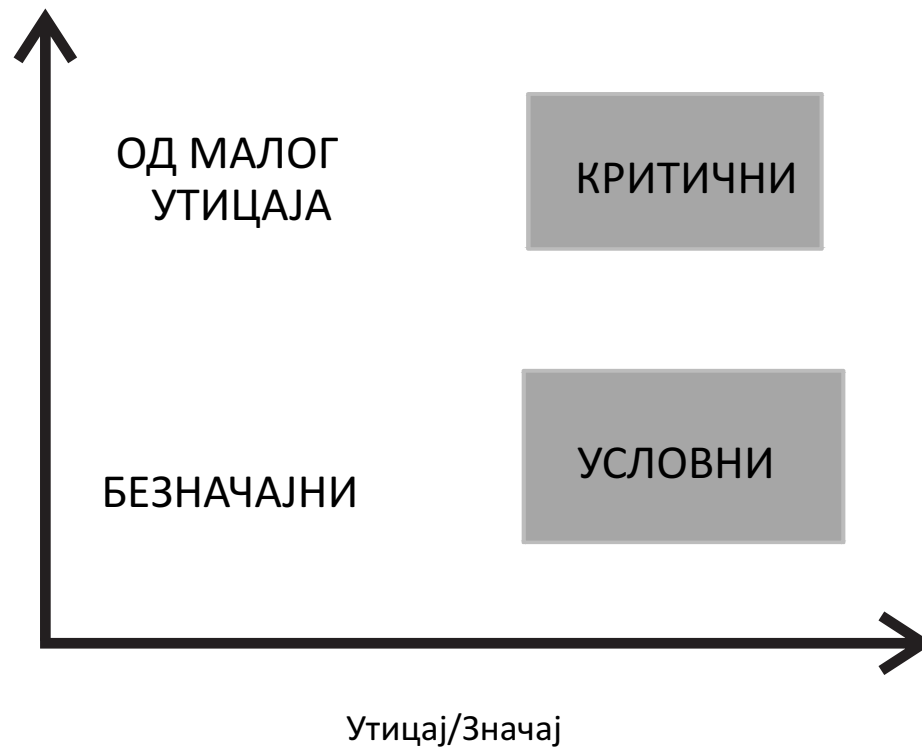 ОД МАЛОГ
УТИЦАЈА
КРИТИЧНИ
БЕЗНАЧАЈНИ
УСЛОВНИ
Утицај/Значај